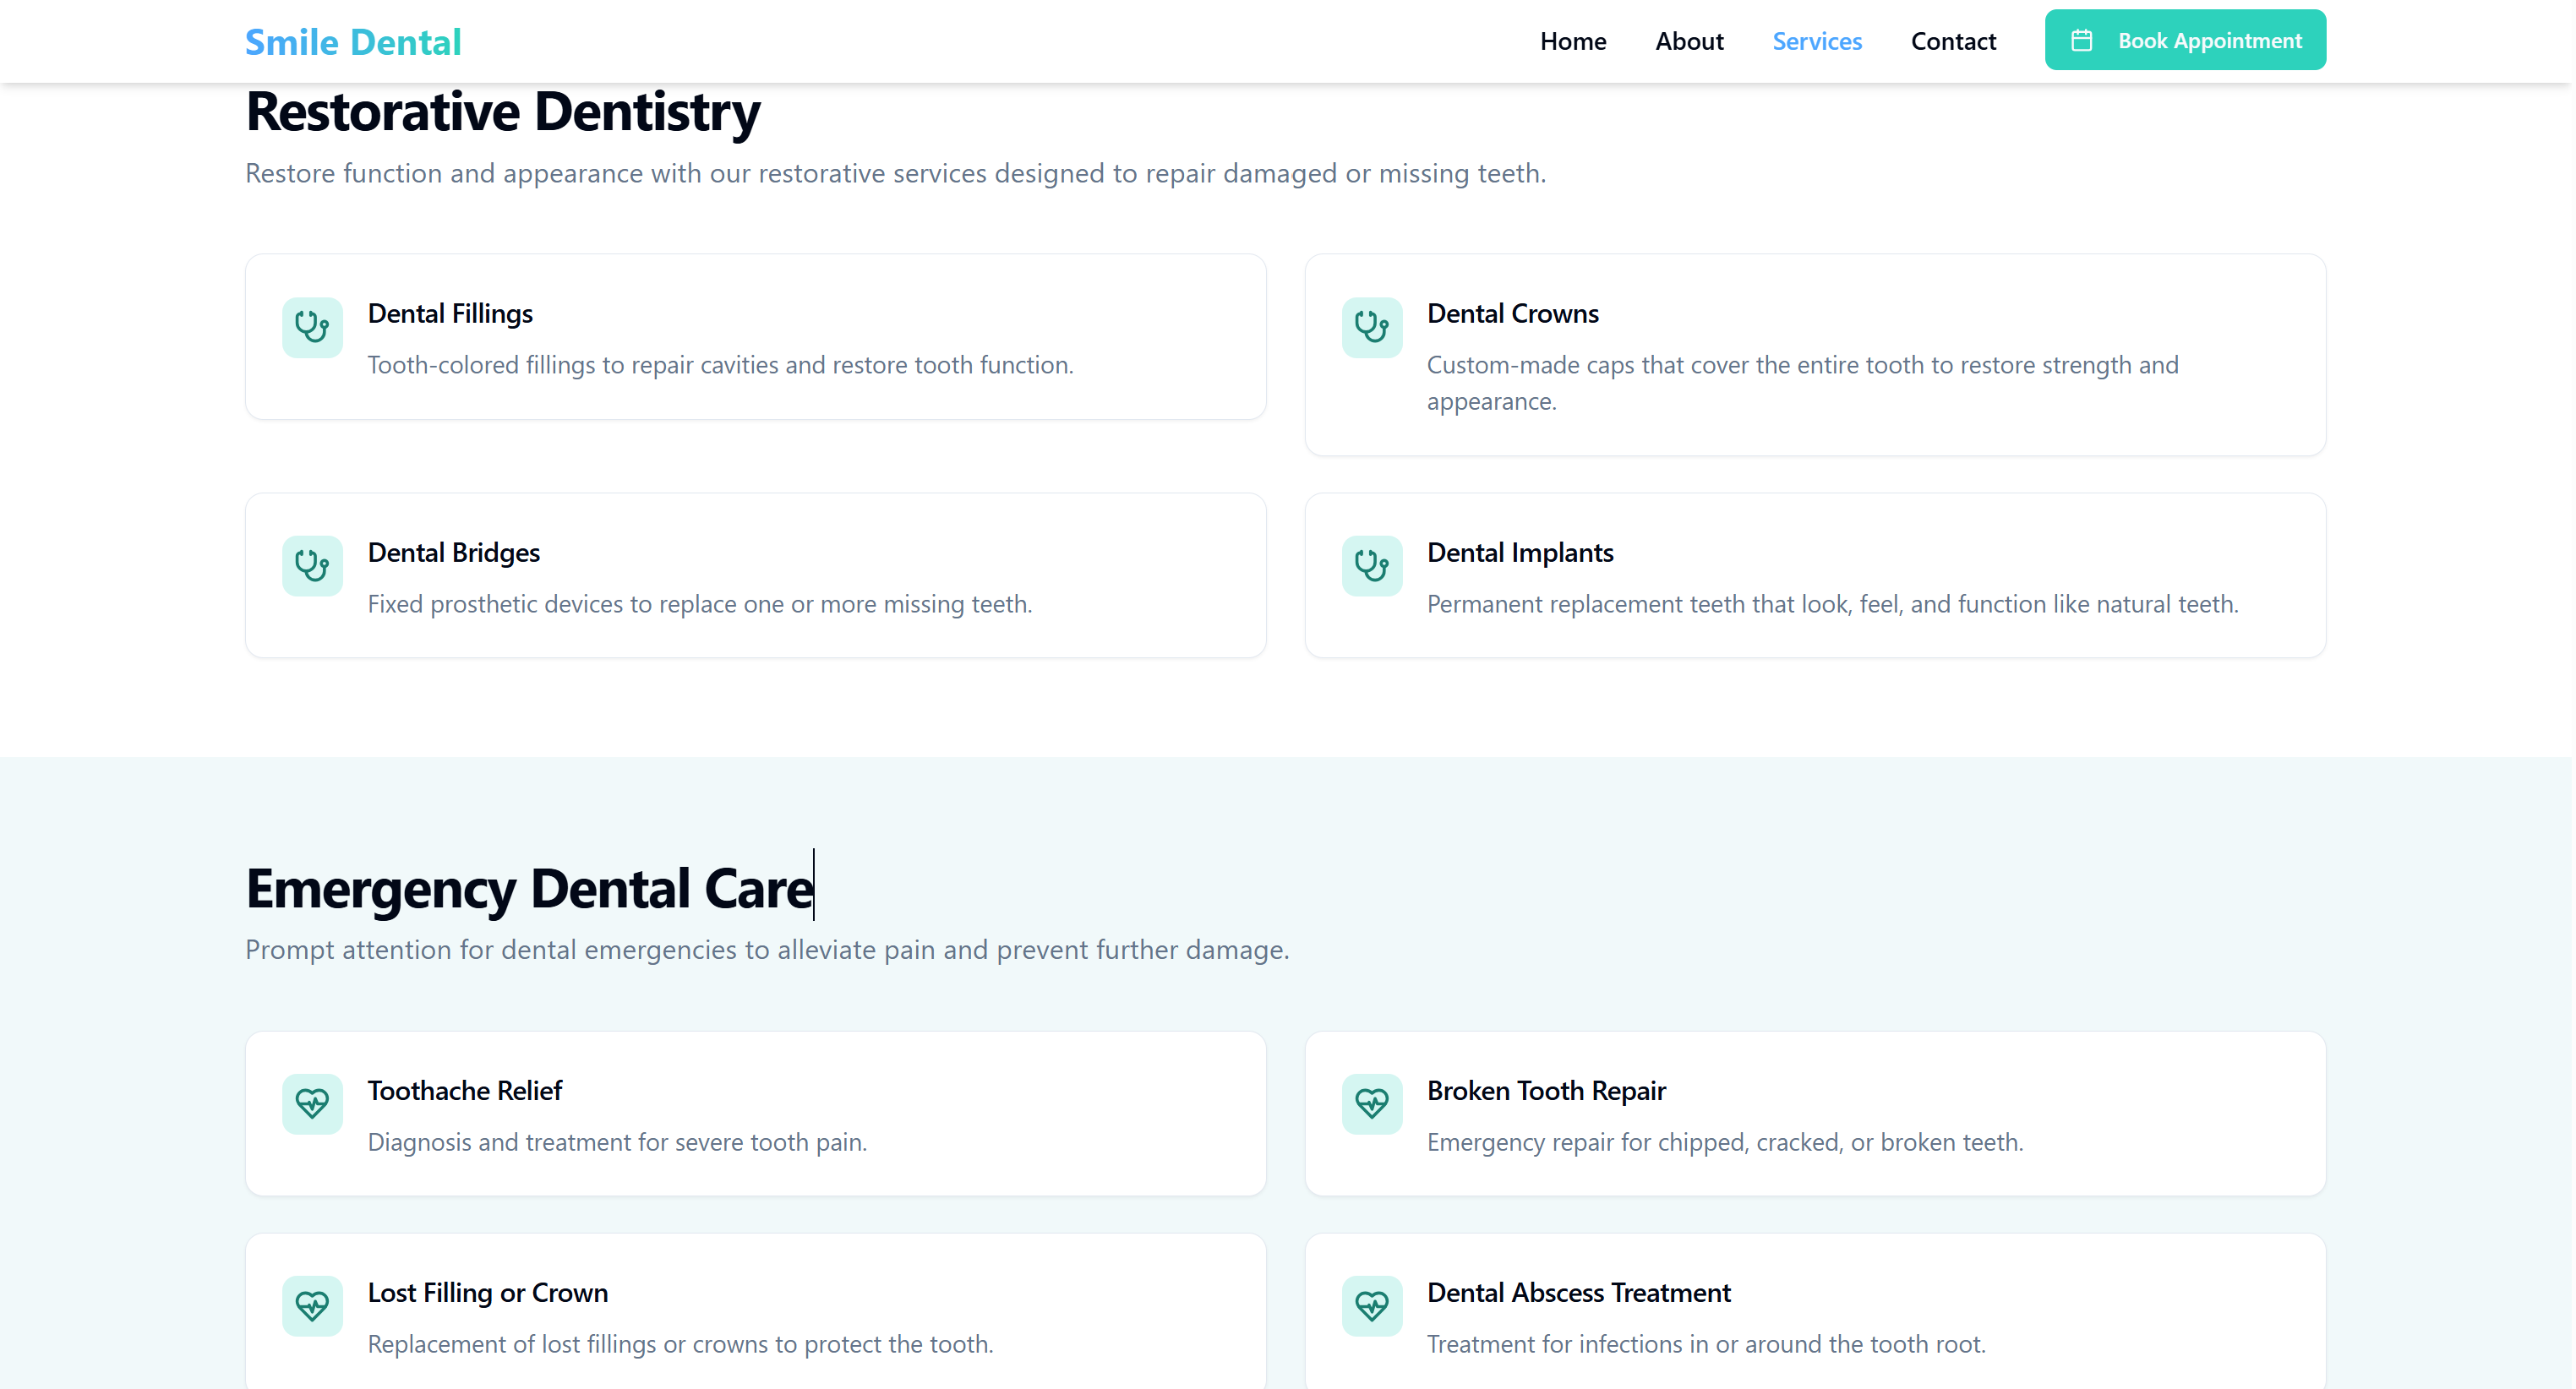 Smile Dental
Home About Services Contact Book Appointment
Restorative Dentistry
Restore function and appearance with our restorative services designed to repair damaged or missing teeth.
Dental Fillings
Tooth-colored fillings to repair cavities and restore tooth function.
Dental Crowns
Custom-made caps that cover the entire tooth to restore strength and
appearance.
Dental Bridges
Fixed prosthetic devices to replace one or more missing teeth.
Dental Implants
Permanent replacement teeth that look, feel, and function like natural teeth.
Emergency Dental Care
Prompt attention for dental emergencies to alleviate pain and prevent further damage.
Toothache Relief
Diagnosis and treatment for severe tooth pain.
Broken Tooth Repair
Emergency repair for chipped, cracked, or broken teeth.
Lost Filling or Crown
Replacement of lost fillings or crowns to protect the tooth.
Dental Abscess Treatment
Treatment for infections in or around the tooth root.